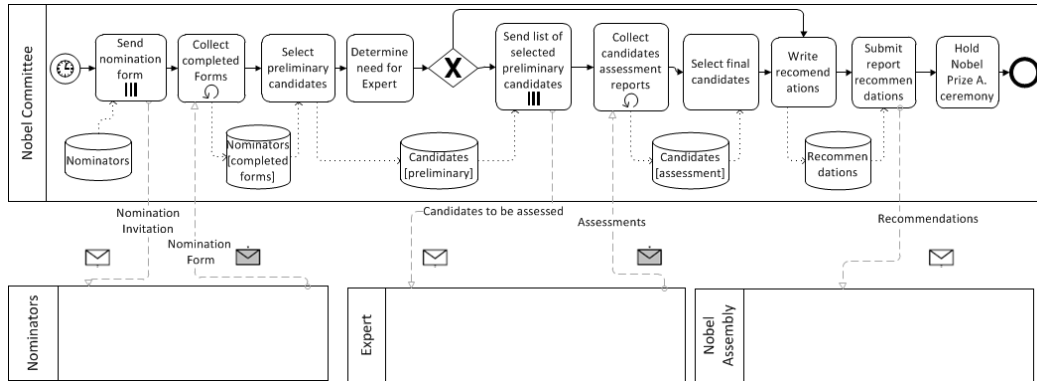 Nobel Committee
Send
nomination
form
Collect
completed
Forms
Select
preliminary
candidates
Determine
need for
Expert
X
Send list of
selected
preliminary
candidates
Collect
candidates
assessment
reports
Select final
candidates
Write
recomend
ations
Submit
report
recommen
dations
Hold
Nobel
Prize A.
ceremony
Nominators
Nominators
[completed
forms]
Candidates
[preliminary]
Candidates
[assessment]
Recommen
dations
Nomination
Invitation
Nomination
Form
Candidates to be assessed
Assessments
Recommendations
Nominators
Expert
Nobel
Assembly